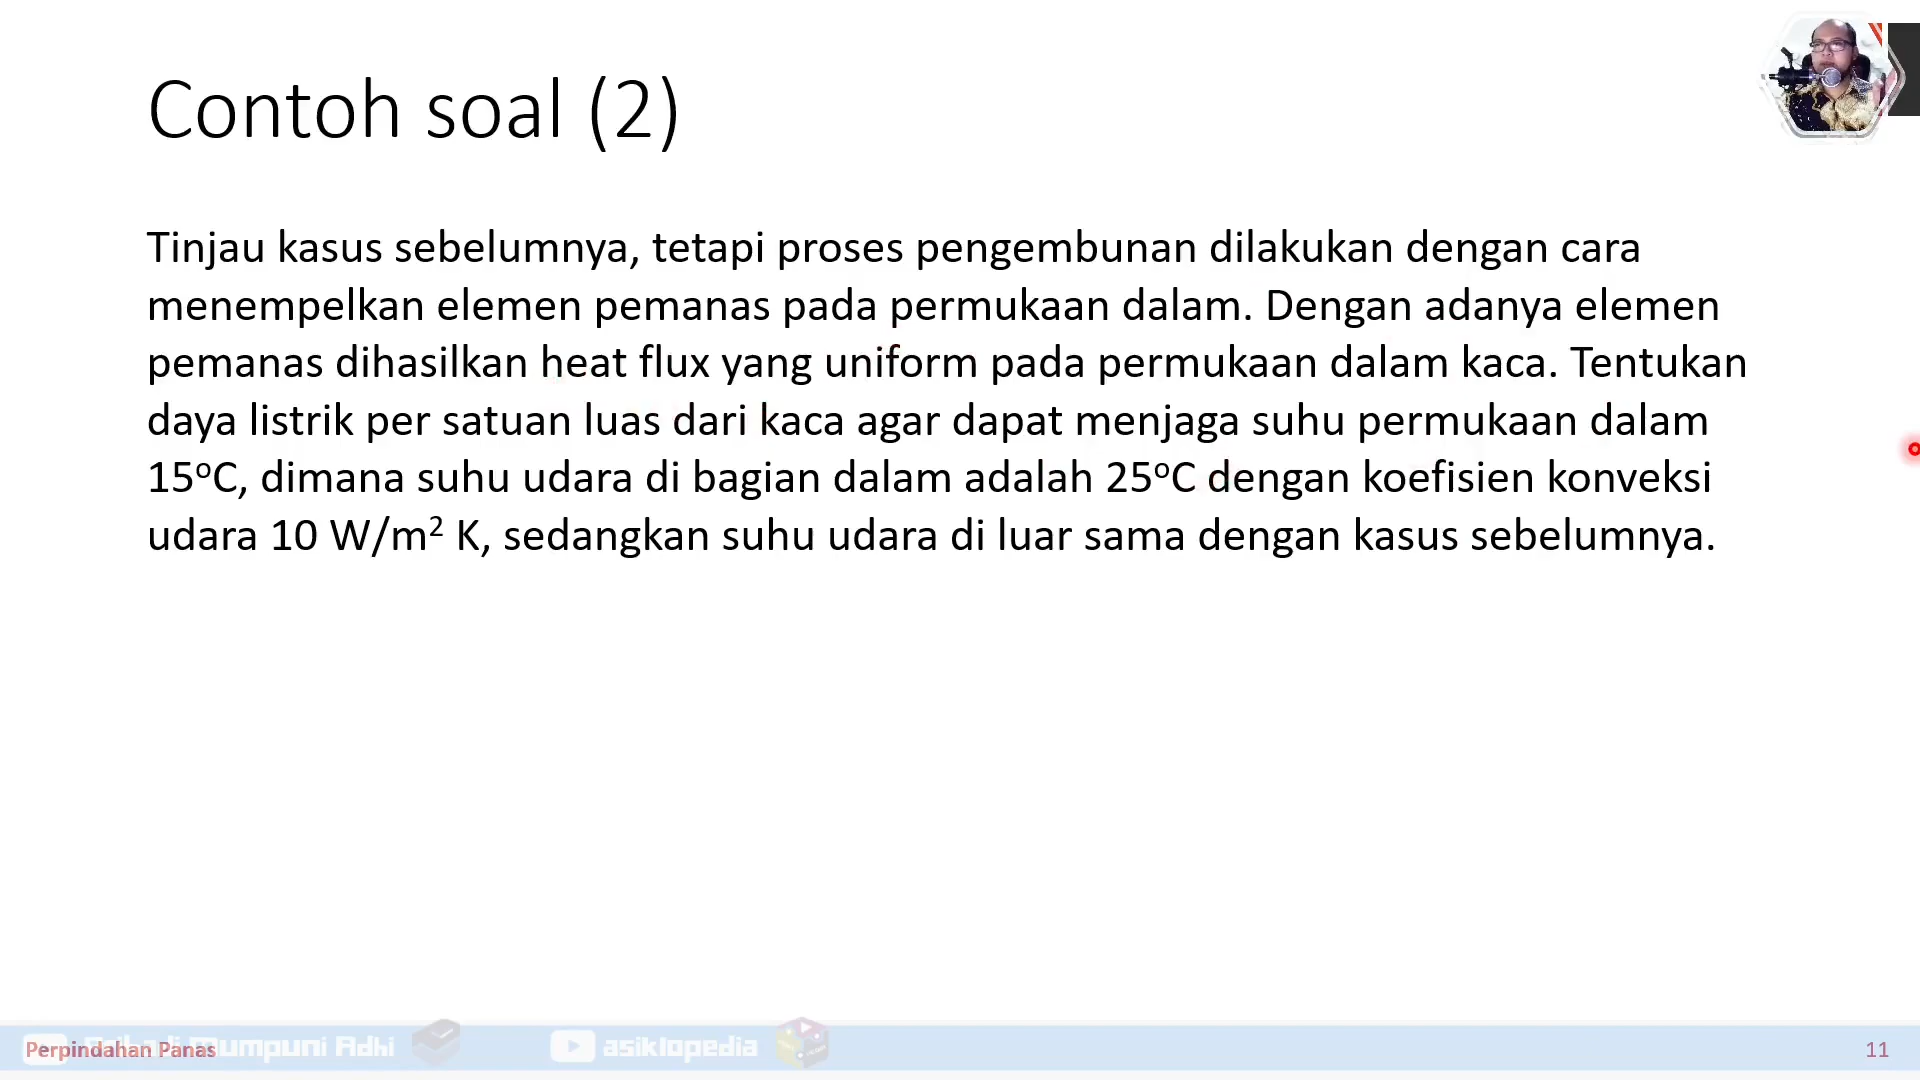 Contoh soal (2)
Tinjau kasus sebelumnya, tetapi proses pengembunan dilakukan dengan cara
menempelkan elemen pemanas pada permukaan dalam. Dengan adanya elemen
pemanas dihasilkan heat flux yang uniform pada permukaan dalam kaca. Tentukan
daya listrik per satuan luas dari kaca agar dapat menjaga suhu permukaan dalam
15°C, dimana suhu udara di bagian dalam adalah 25°C dengan koefisien konveksi
udara 10 W/m² K, sedangkan suhu udara di luar sama dengan kasus sebelumnya.
Perpindahan Panas Mumpuni Adhi asiklopedia 11